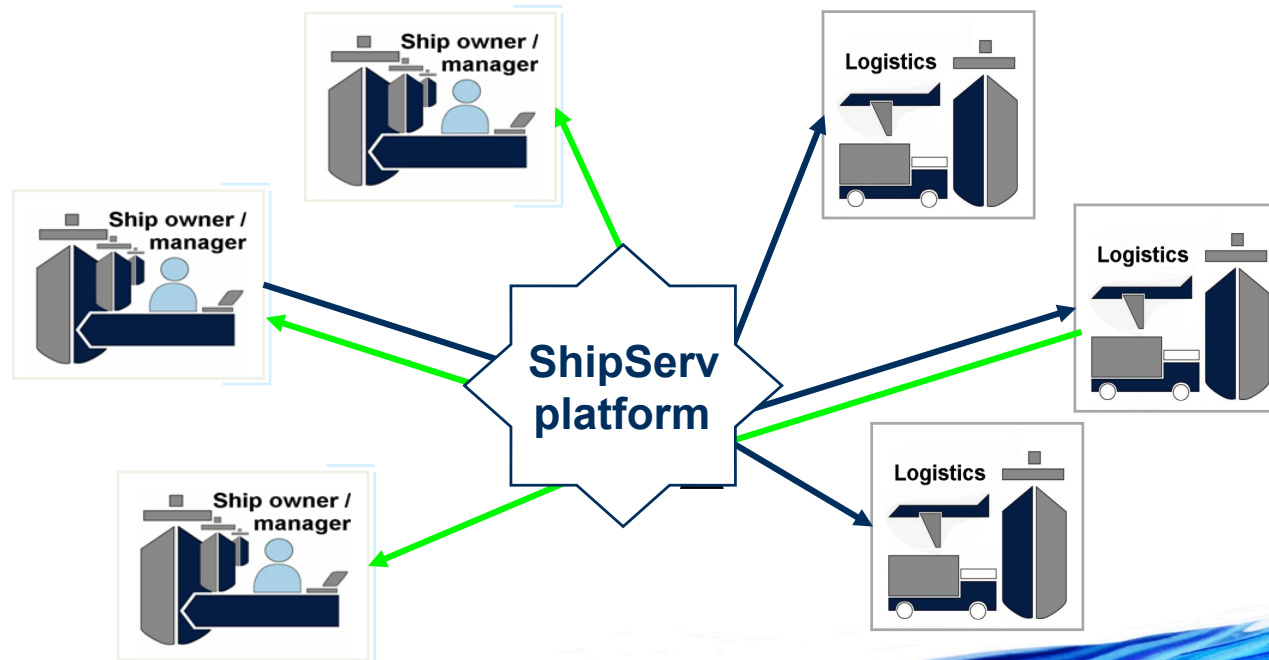 Ship owner /
manager
Logistics
Ship owner /
manager
Logistics
ShipServ
platform
Logistics
Ship owner /
manager